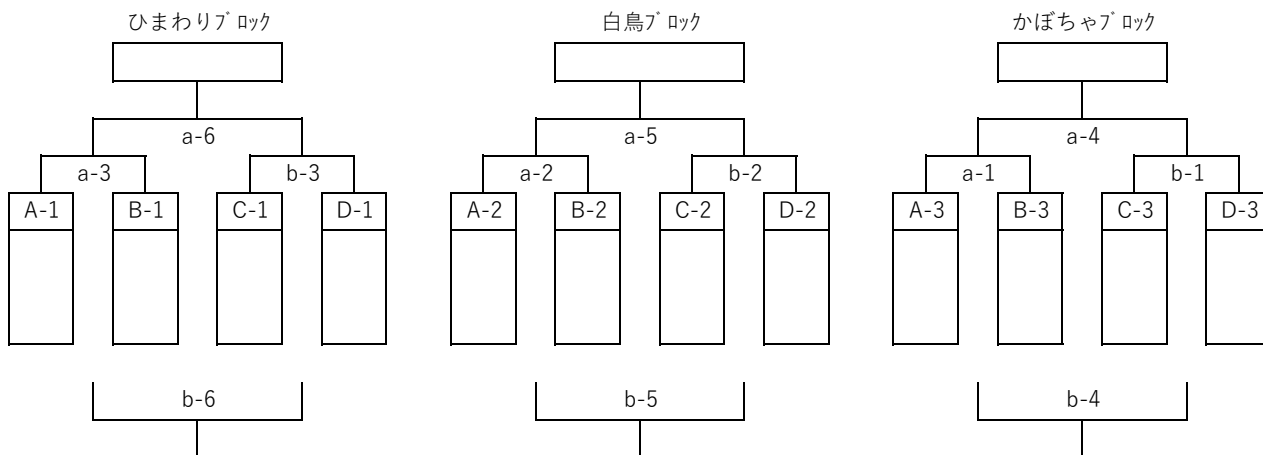 ひまわりﾌﾞﾛｯｸ 白鳥ﾌﾞﾛｯｸ かぼちゃﾌﾞﾛｯｸ
a-6 a-5 a-4
a-3 b-3 a-2 b-2 a-1 b-1
A-1 B-1 C-1 D-1 A-2 B-2 C-2 D-2 A-3 B-3 C-3 D-3
b-6 b-5 b-4